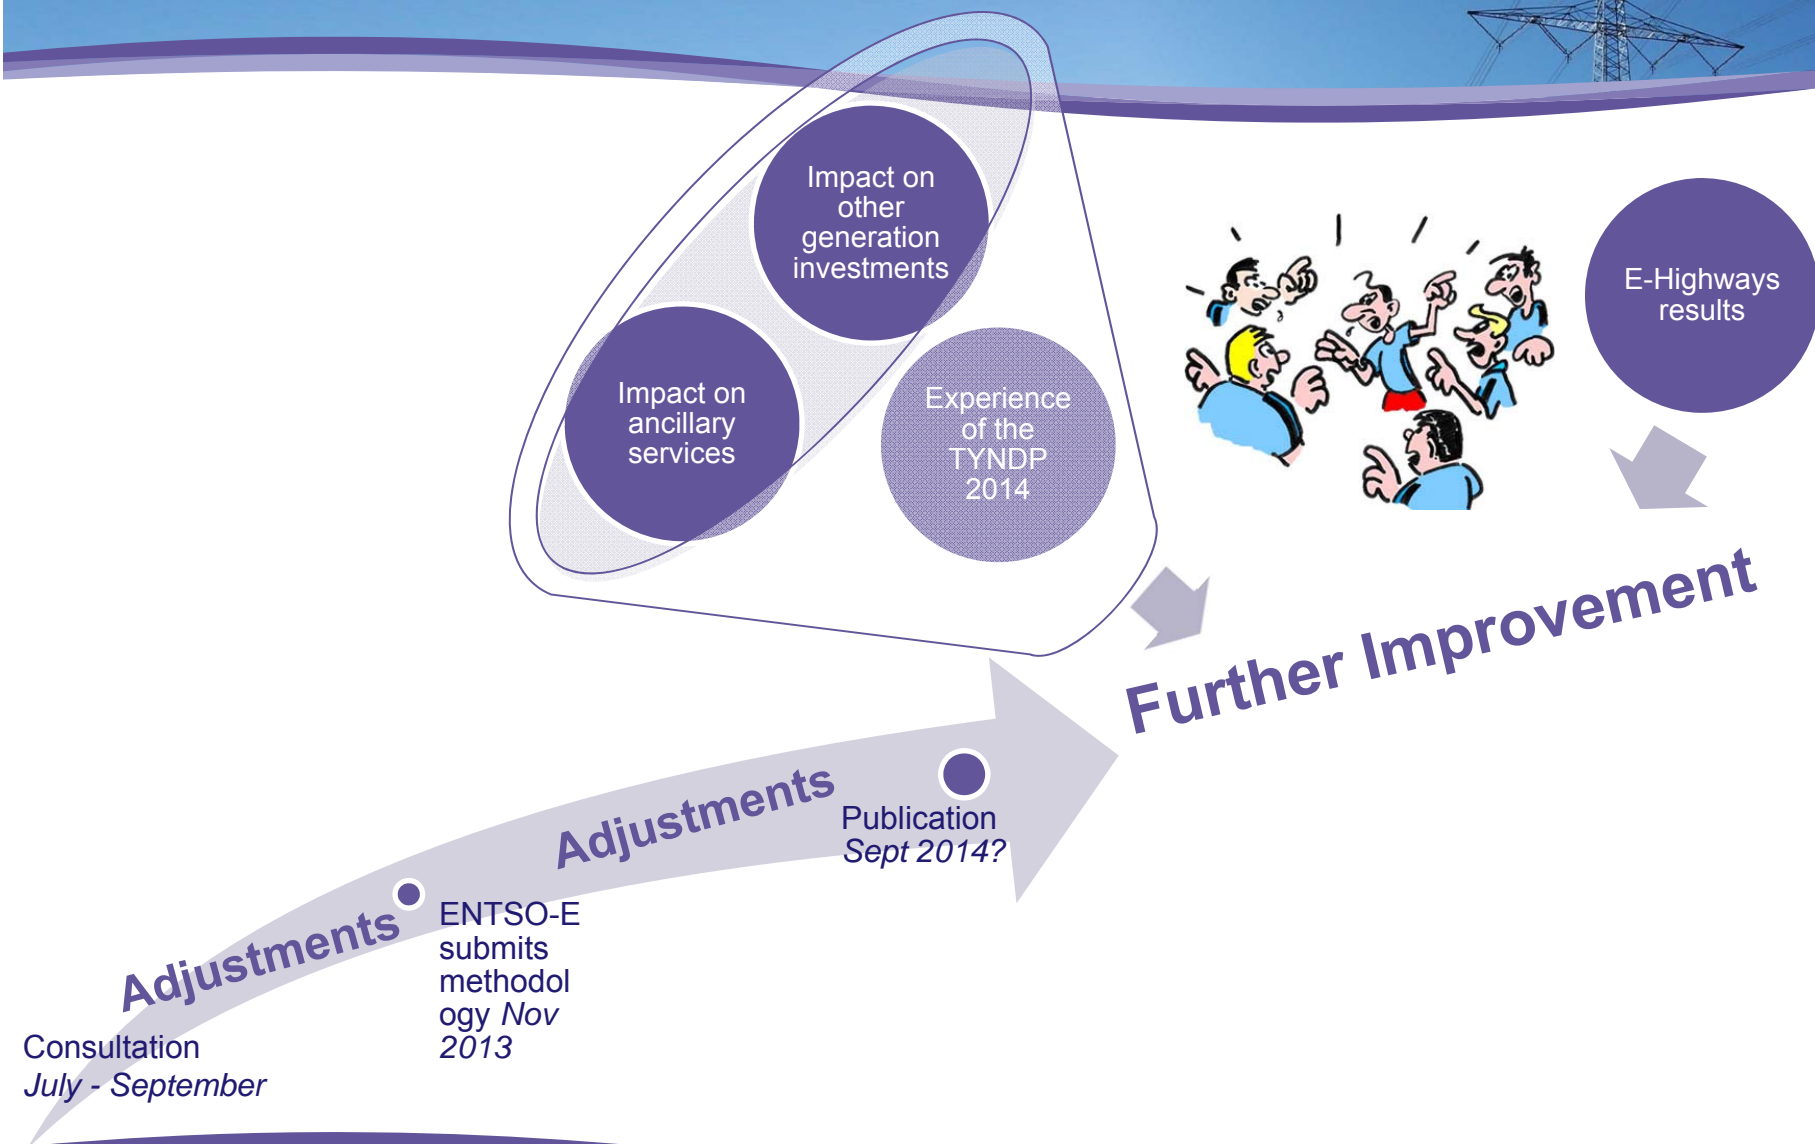 Impact on
other
generation
investments
Impact on
ancillary
services
Experience
of the
TYNDP
2014
E-Highways
results
Further Improvement
Adjustments
Publication
Sept 2014?
Adjustments
ENTSO-E
submits
methodol
ogy Nov
2013
Consultation
July - September